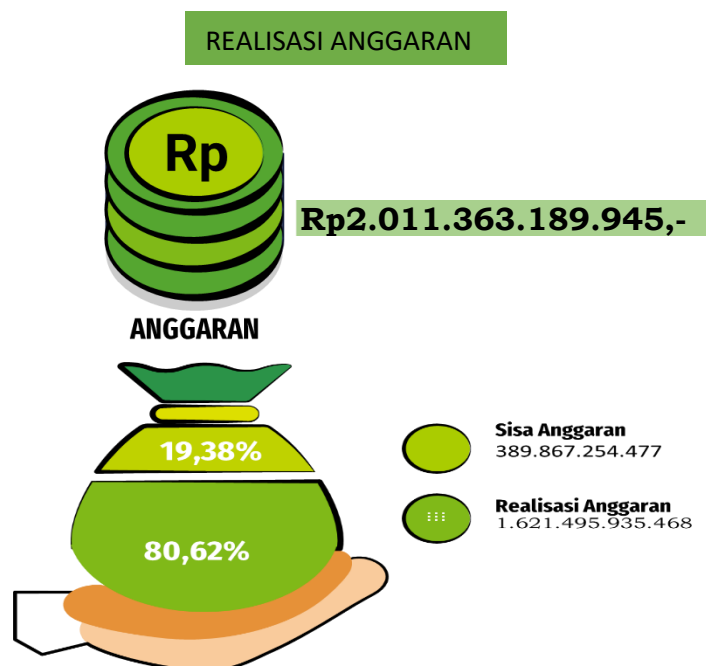 REALISASI ANGGARAN
Rp
Rp2.011.363.189.945,-
ANGGARAN
19,38%
80,62%
Sisa Anggaran
389.867.254.477
Realisasi Anggaran
1.621.495.935.468